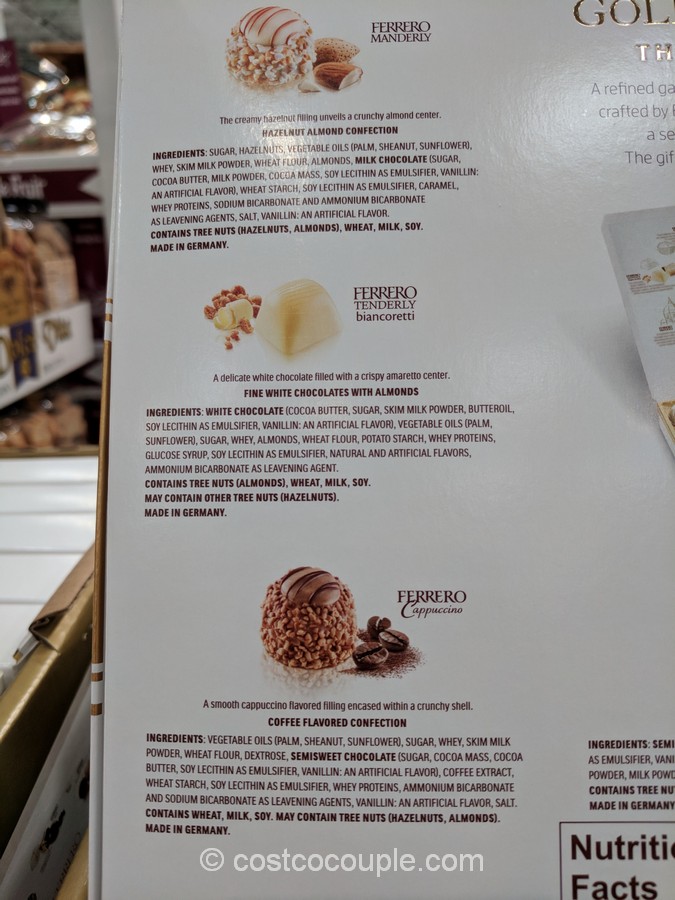 FERRERO
MANDERLY
The creamy hazelnut filling unveils a crunchy almond center.
HAZELNUT ALMOND CONFECTION
INGREDIENTS: SUGAR, HAZELNUTS, VEGETABLE OILS (PALM, SHEANUT, SUNFLOWER),
WHEY, SKIM MILK POWDER, WHEAT FLOUR, ALMONDS, MILK CHOCOLATE (SUGAR,
COCOA BUTTER, MILK POWDER, COCOA MASS, SOY LECITHIN AS EMULSIFIER, VANILLIN:
AN ARTIFICIAL FLAVOR), WHEAT STARCH, SOY LECITHIN AS EMULSIFIER, CARAMEL,
WHEY PROTEINS, SODIUM BICARBONATE AND AMMONIUM BICARBONATE
AS LEAVENING AGENTS, SALT, VANILLIN: AN ARTIFICIAL FLAVOR.
CONTAINS TREE NUTS (HAZELNUTS, ALMONDS), WHEAT, MILK, SOY.
MADE IN GERMANY.
FERRERO
TENDERLY
biancoretti
A delicate white chocolate filled with a crispy amaretto center.
FINE WHITE CHOCOLATES WITH ALMONDS
INGREDIENTS: WHITE CHOCOLATE (COCOA BUTTER, SUGAR, SKIM MILK POWDER, BUTTEROIL,
SOY LECITHIN AS EMULSIFIER, VANILLIN: AN ARTIFICIAL FLAVOR), VEGETABLE OILS (PALM,
SUNFLOWER), SUGAR, WHEY, ALMONDS, WHEAT FLOUR, POTATO STARCH, WHEY PROTEINS,
GLUCOSE SYRUP, SOY LECITHIN AS EMULSIFIER, NATURAL AND ARTIFICIAL FLAVORS,
AMMONIUM BICARBONATE AS LEAVENING AGENT.
CONTAINS TREE NUTS (ALMONDS), WHEAT, MILK, SOY.
MAY CONTAIN OTHER TREE NUTS (HAZELNUTS).
MADE IN GERMANY.
FERRERO
Cappuccino
A smooth cappuccino flavored filling encased within a crunchy shell.
COFFEE FLAVORED CONFECTION
INGREDIENTS: VEGETABLE OILS (PALM, SHEANUT, SUNFLOWER), SUGAR, WHEY, SKIM MILK
POWDER, WHEAT FLOUR, DEXTROSE, SEMISWEET CHOCOLATE (SUGAR, COCOA MASS, COCOA
BUTTER, SOY LECITHIN AS EMULSIFIER, VANILLIN: AN ARTIFICIAL FLAVOR), COFFEE EXTRACT,
WHEAT STARCH, SOY LECITHIN AS EMULSIFIER, WHEY PROTEINS, AMMONIUM BICARBONATE
AND SODIUM BICARBONATE AS LEAVENING AGENTS, VANILLIN: AN ARTIFICIAL FLAVOR, SALT.
CONTAINS WHEAT, MILK, SOY. MAY CONTAIN TREE NUTS (HAZELNUTS, ALMONDS).
MADE IN GERMANY.
GOL
TH
A refined ga
crafted by
a se
The gif
INGREDIENTS: SEMI
AS EMULSIFIER, VANI
POWDER, MILK POWD
CONTAINS TREE NU
MADE IN GERMANY
Nutriti
Facts
© costcocouple.com